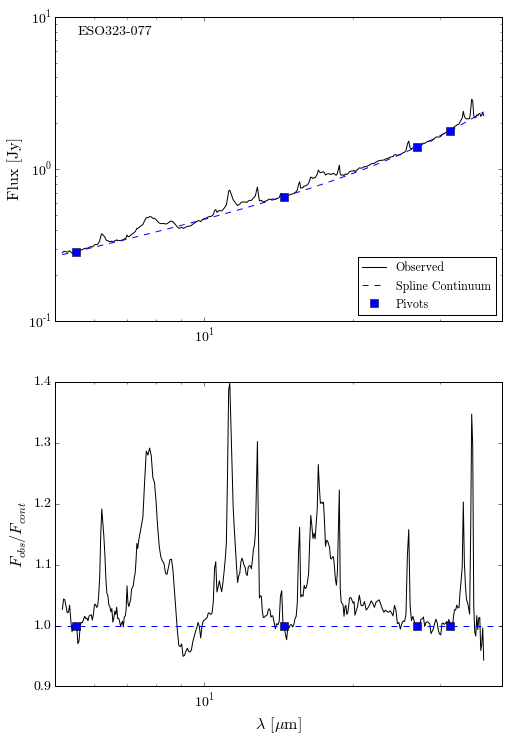 10^1
ESO323-077
10^0
Flux [Jy]
Observed
Spline Continuum
Pivots
10^-1
10^1
1.4
1.3
1.2
F_obs/F_cont
1.1
1.0
0.9
10^1
λ [μm]